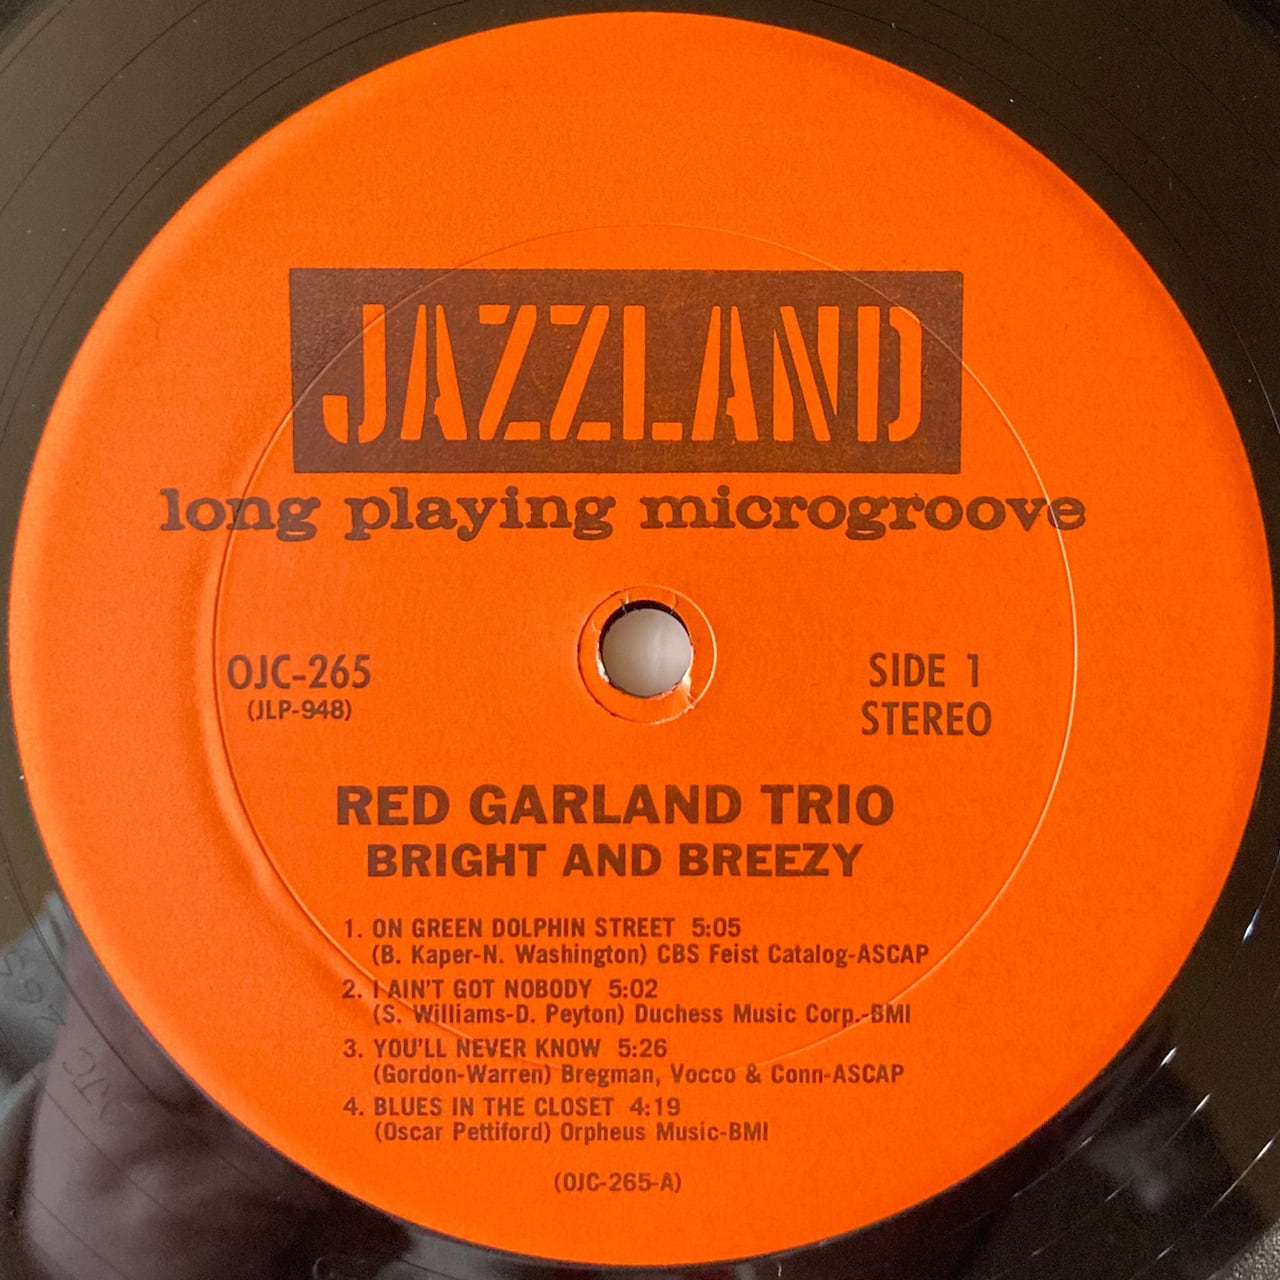 JAZZLAND
long playing microgroove
OJC-265
(JLP-948)
SIDE 1
STEREO
RED GARLAND TRIO
BRIGHT AND BREEZY
1. ON GREEN DOLPHIN STREET 5:05
(B. Kaper-N. Washington) CBS Feist Catalog-ASCAP
2. I AIN'T GOT NOBODY 5:02
(S. Williams-D. Peyton) Duchess Music Corp.-BMI
3. YOU'LL NEVER KNOW 5:26
(Gordon-Warren) Bregman, Vocco & Conn-ASCAP
4. BLUES IN THE CLOSET 4:19
(Oscar Pettiford) Orpheus Music-BMI
(OJC-265-A)